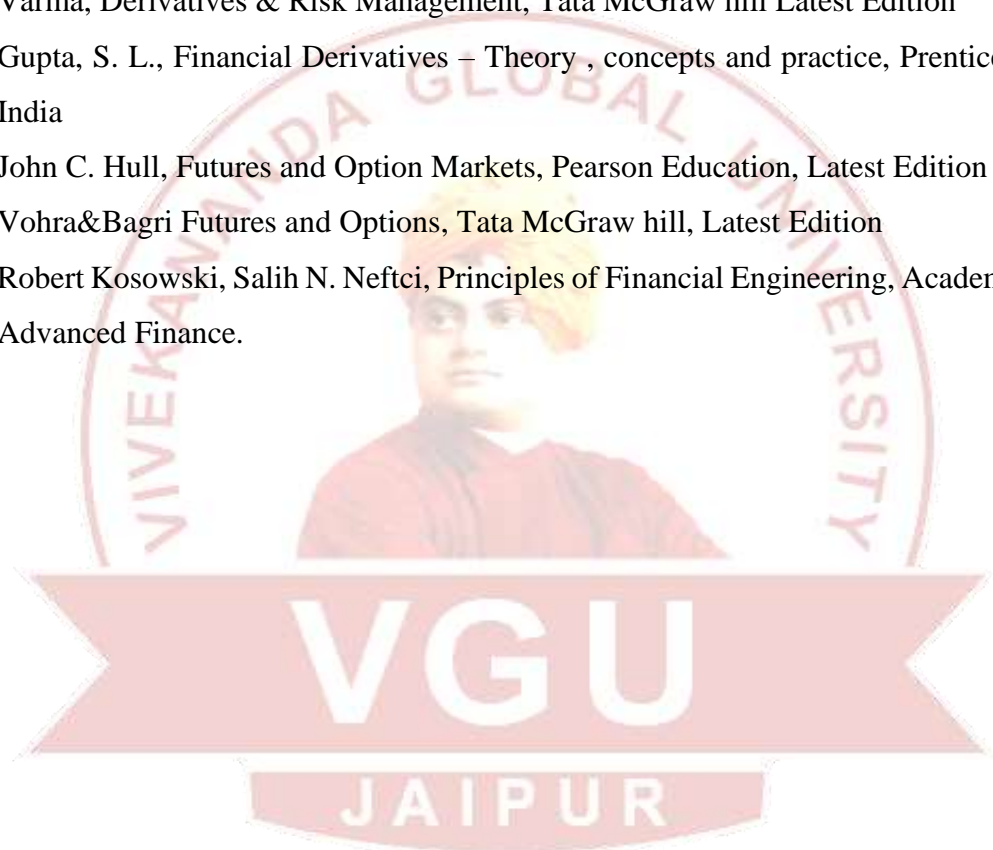 Varma, Derivatives & Risk Management, Tata McGraw hill Latest Edition
Gupta, S. L., Financial Derivatives – Theory , concepts and practice, Prentice
India
John C. Hull, Futures and Option Markets, Pearson Education, Latest Edition
Vohra&Bagri Futures and Options, Tata McGraw hill, Latest Edition
Robert Kosowski, Salih N. Neftci, Principles of Financial Engineering,
Advanced Finance.
VIVEKANANDA GLOBAL UNIVERSITY
VGU
JAIPUR